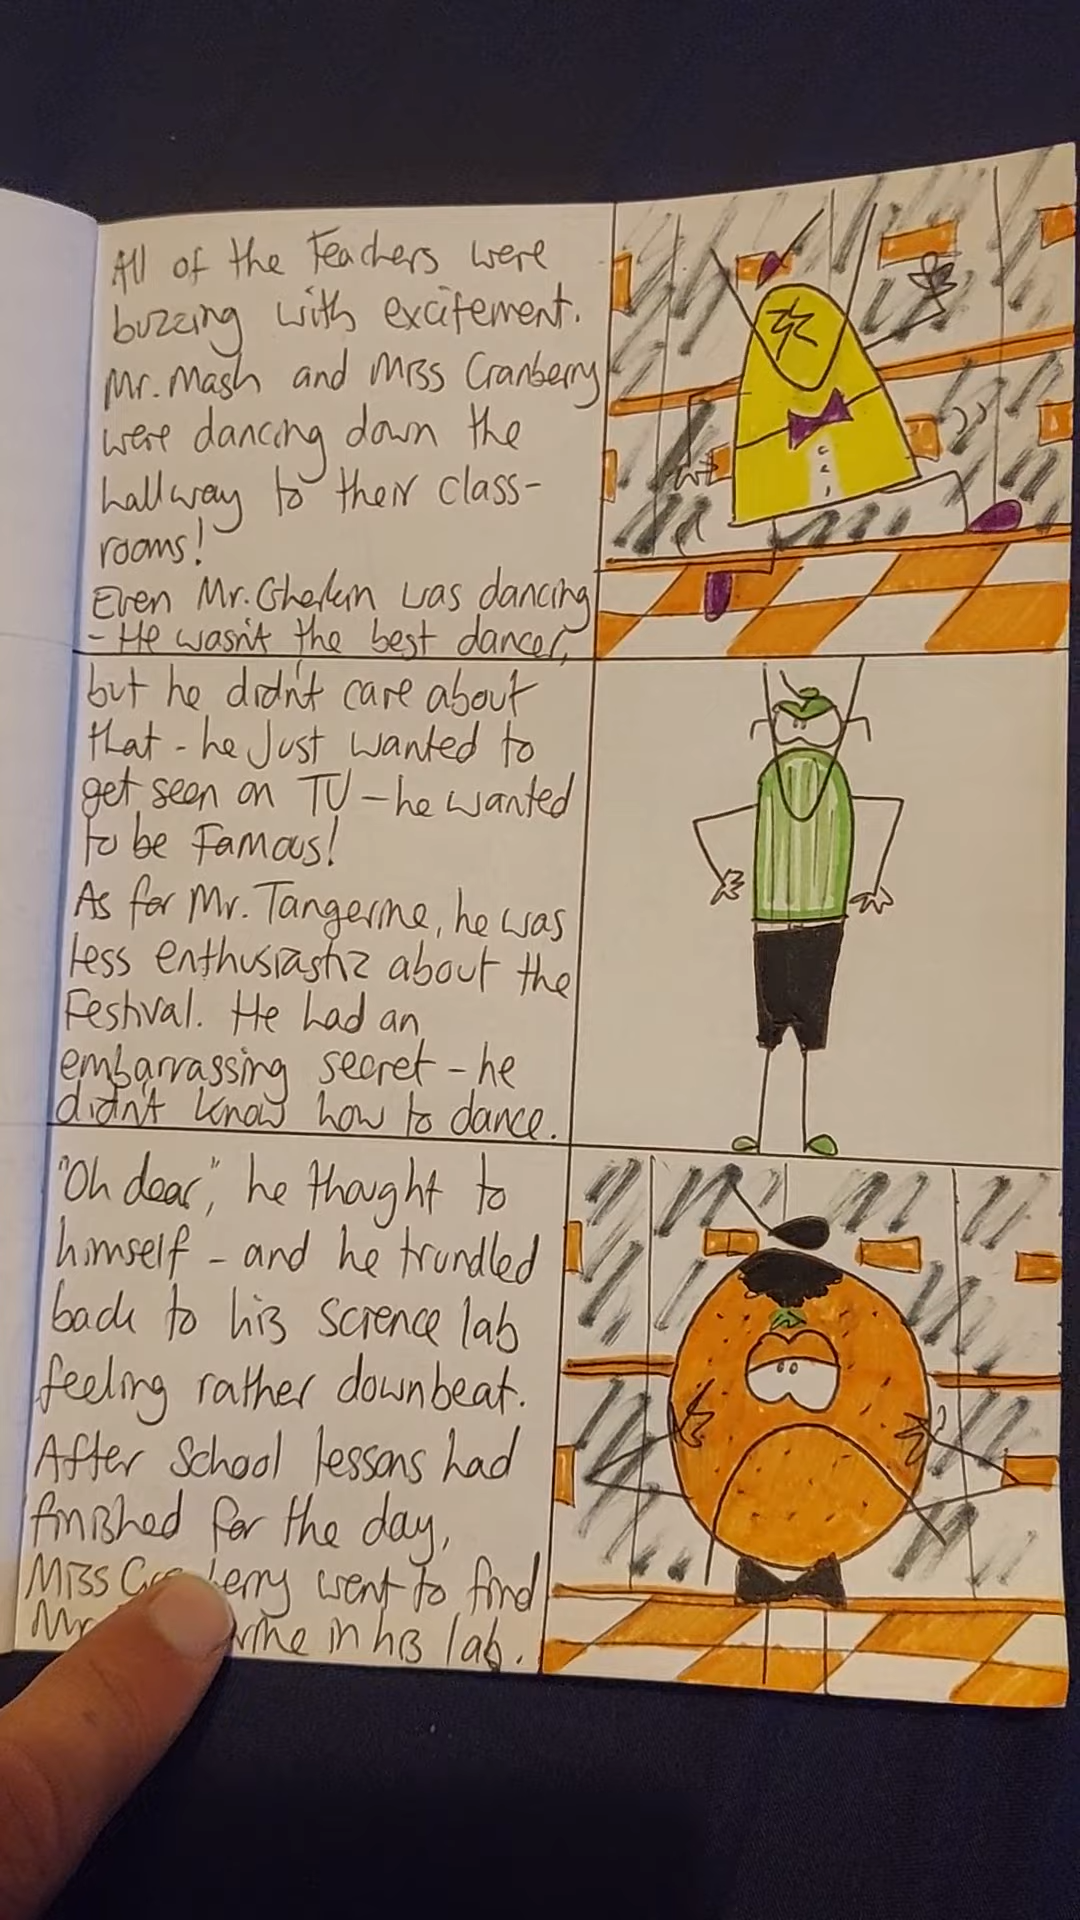 All of the Teachers were
buzzing with excitement.
Mr. Mash and Miss Cranberry
were dancing down the
hallway to their class-
rooms!
Even Mr. Gherkin was dancing
- He wasn't the best dancer,
but he didn't care about
that - he Just wanted to
get seen on TV - he wanted
to be Famous!
As for Mr. Tangerine, he was
less enthusiastic about the
Festival. He had an
embarrassing secret - he
didn't know how to dance.
"Oh dear", he thought to
himself - and he trundled
back to his science lab
feeling rather downbeat.
After School lessons had
finished for the day,
Miss went to find
in his lab.